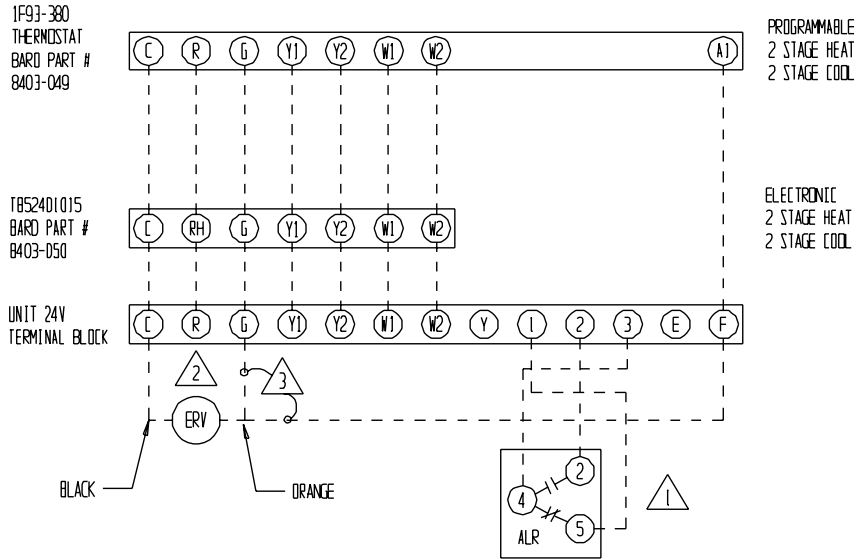 1F93-380
THERMOSTAT
BARD PART #
8403-049
C R G Y1 Y2 W1 W2 A1
PROGRAMMABLE
2 STAGE HEAT
2 STAGE COOL
T8524D1015
BARD PART #
8403-050
C RH G Y1 Y2 W1 W2
ELECTRONIC
2 STAGE HEAT
2 STAGE COOL
UNIT 24V
TERMINAL BLOCK
C R G Y1 Y2 W1 W2 Y 1 2 3 E F
2 3
ERV
BLACK
ORANGE
2
4
5
ALR
1